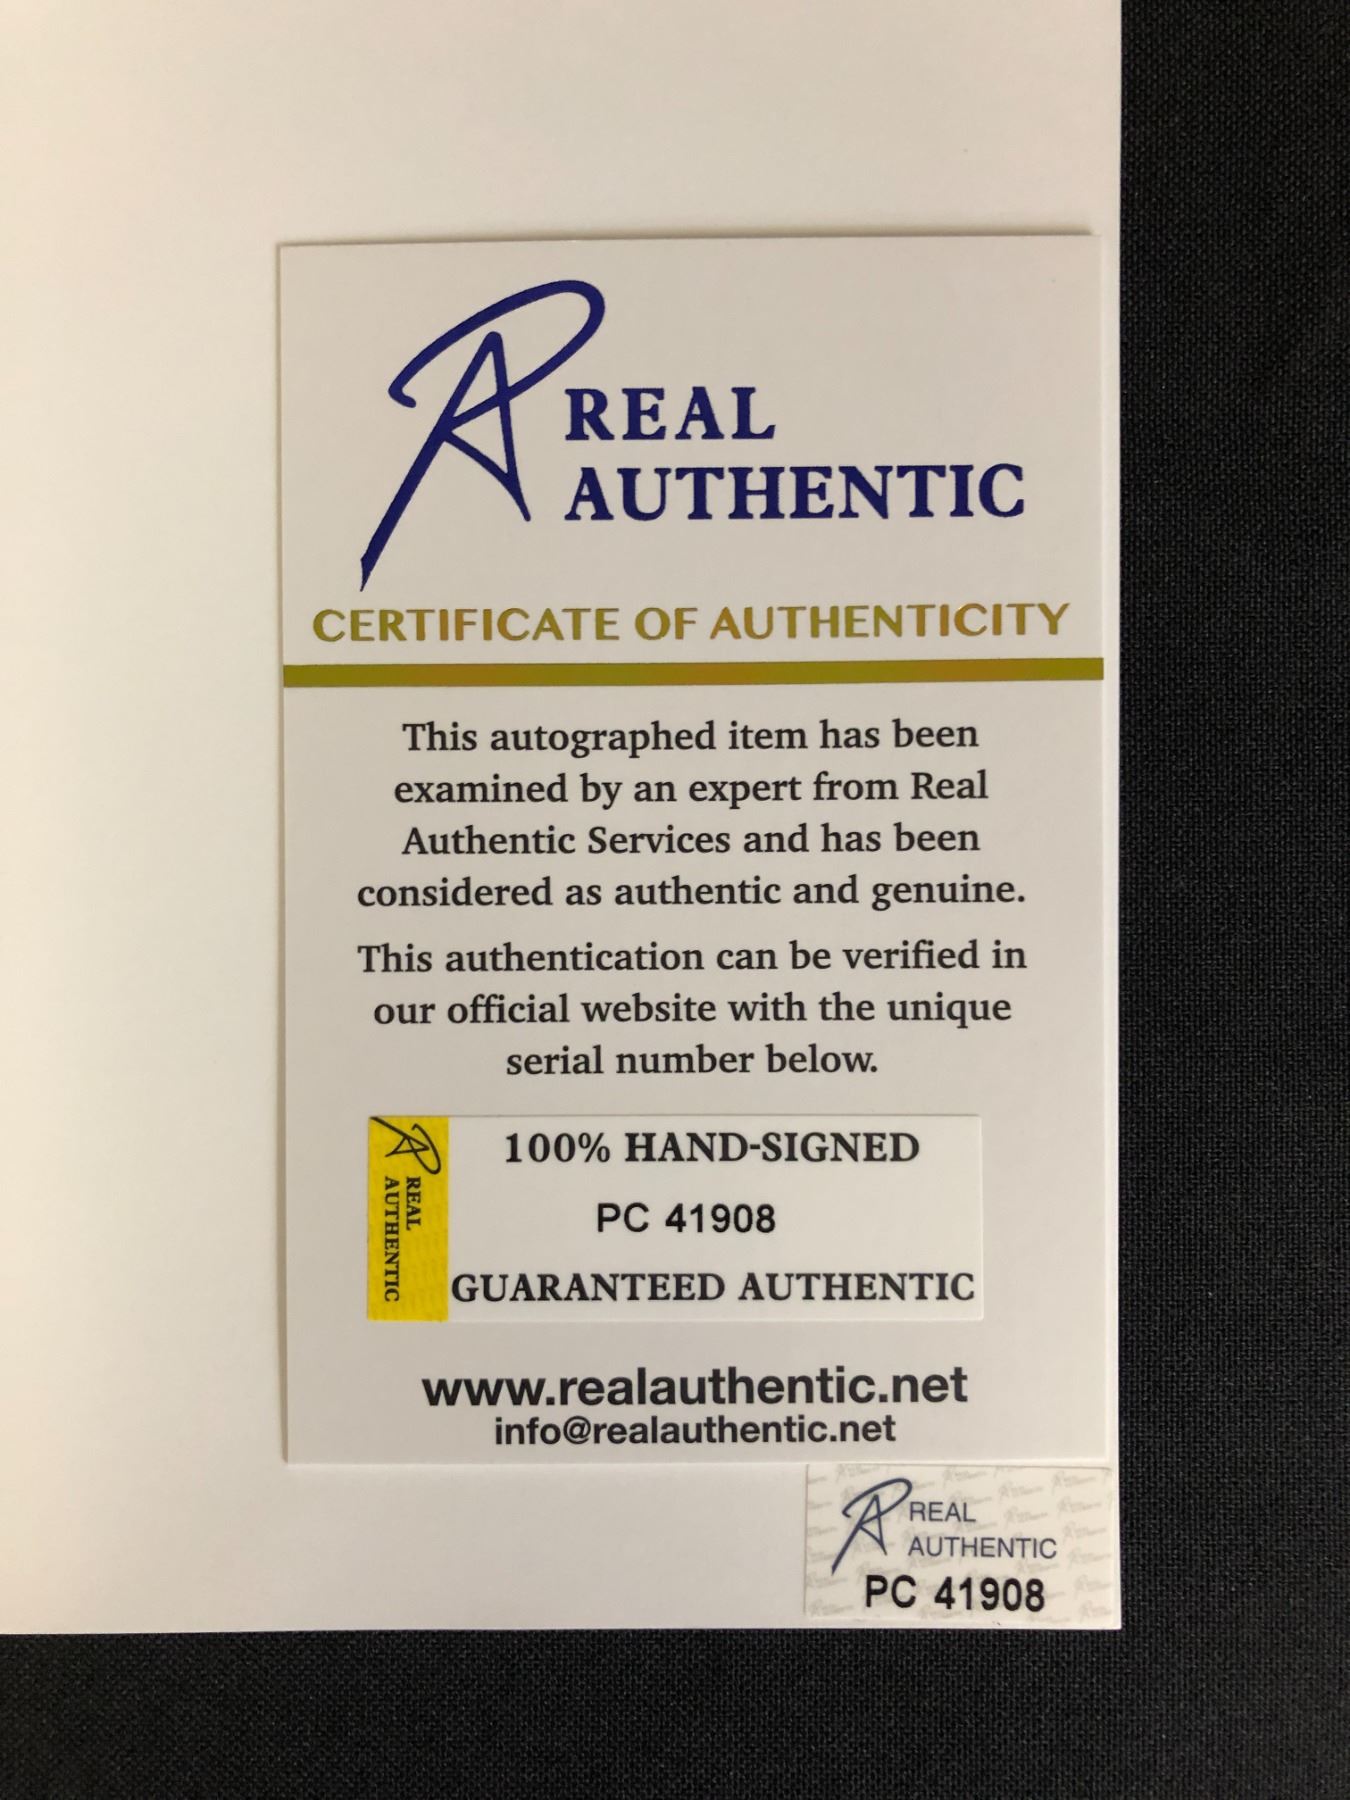 REAL
AUTHENTIC
CERTIFICATE OF AUTHENTICITY
This autographed item has been
examined by an expert from Real
Authentic Services and has been
considered as authentic and genuine.
This authentication can be verified in
our official website with the unique
serial number below.
REAL
AUTHENTIC
100% HAND-SIGNED
PC 41908
GUARANTEED AUTHENTIC
www.realauthentic.net
info@realauthentic.net
REAL
AUTHENTIC
PC 41908